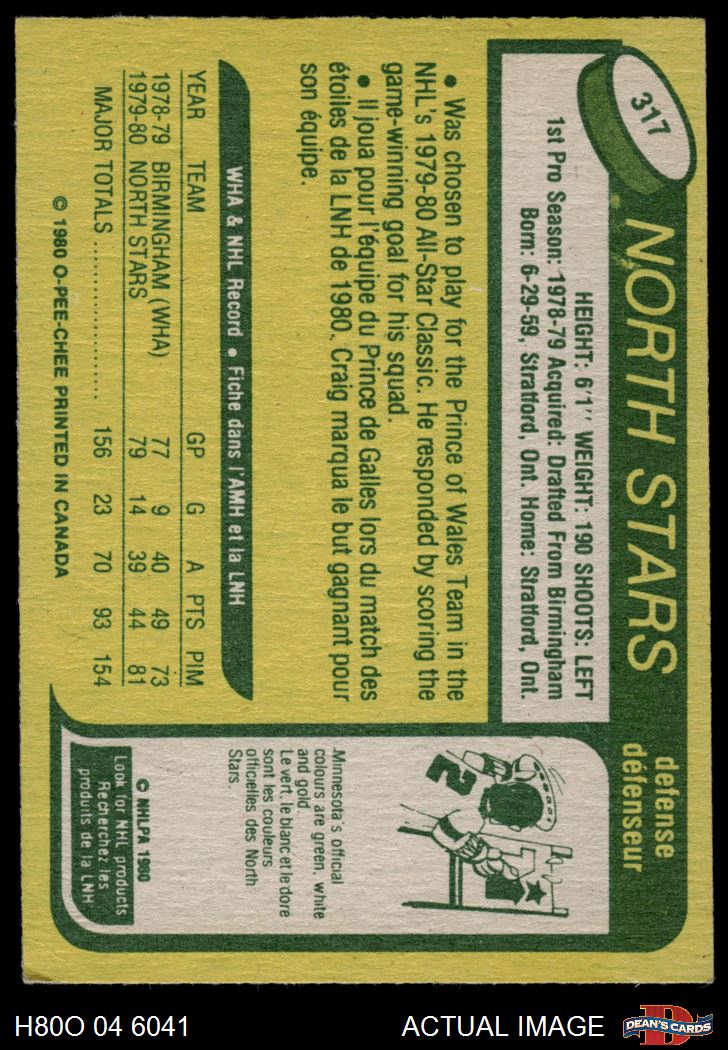 317
NORTH STARS
defense
défenseur
HEIGHT: 6'1'' WEIGHT: 190 SHOOTS: LEFT
1st Pro Season: 1978-79 Acquired: Drafted From Birmingham
Born: 6-29-59, Stratford, Ont. Home: Stratford, Ont.
● Was chosen to play for the Prince of Wales Team in the
NHL's 1979-80 All-Star Classic. He responded by scoring the
game-winning goal for his squad.
● Il joua pour l'équipe du Prince de Galles lors du match des
étoiles de la LNH de 1980. Craig marqua le but gagnant pour
son équipe.
WHA & NHL Record ● Fiche dans l'AMH et la LNH
YEAR TEAM GP G A PTS PIM
1978-79 BIRMINGHAM (WHA) 77 9 40 49 73
1979-80 NORTH STARS 79 14 39 44 81
MAJOR TOTALS ................... 156 23 70 93 154
© 1980 O-PEE-CHEE PRINTED IN CANADA
2
Minnesota's official
colours are green, white
and gold.
Le vert, le blanc et le doré
sont les couleurs
officielles des North
Stars.
© NHLPA 1980
Look for NHL products
Recherchez les
produits de la LNH
H80O 04 6041
ACTUAL IMAGE
DEAN'S CARDS